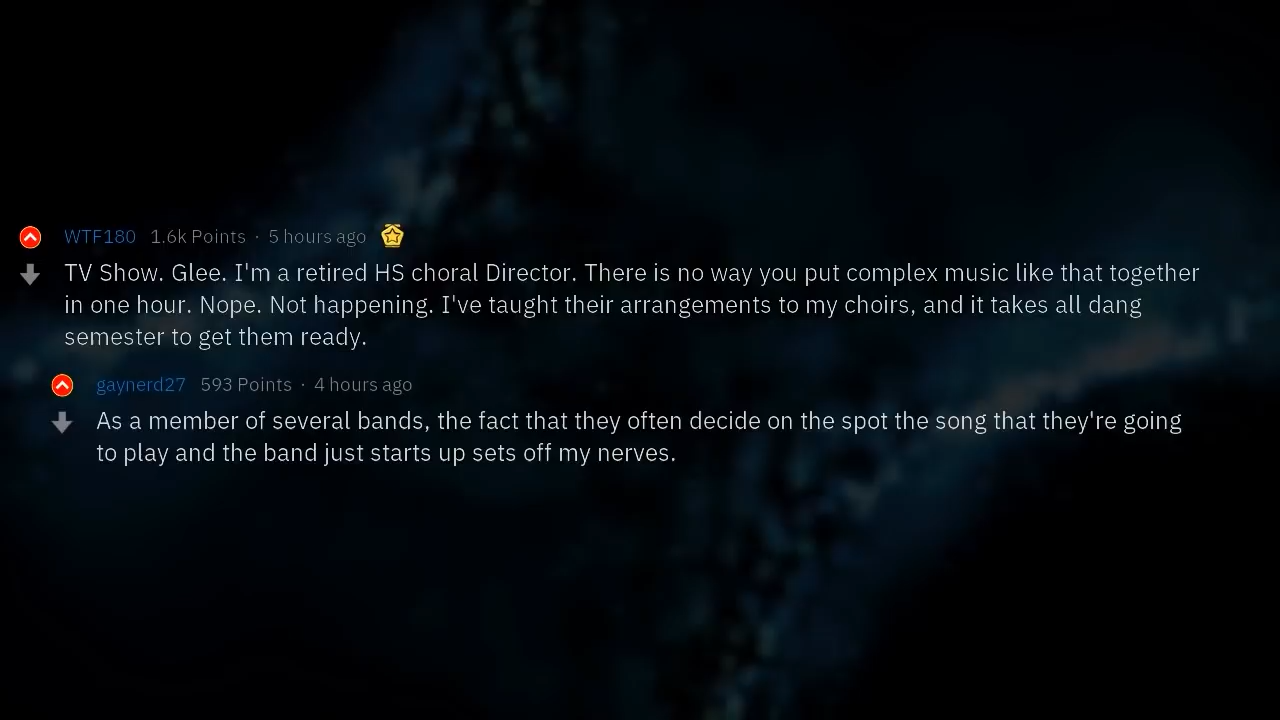 WTF180 1.6k Points · 5 hours ago
TV Show. Glee. I'm a retired HS choral Director. There is no way you put complex music like that together
in one hour. Nope. Not happening. I've taught their arrangements to my choirs, and it takes all dang
semester to get them ready.
gaynerd27 593 Points · 4 hours ago
As a member of several bands, the fact that they often decide on the spot the song that they're going
to play and the band just starts up sets off my nerves.